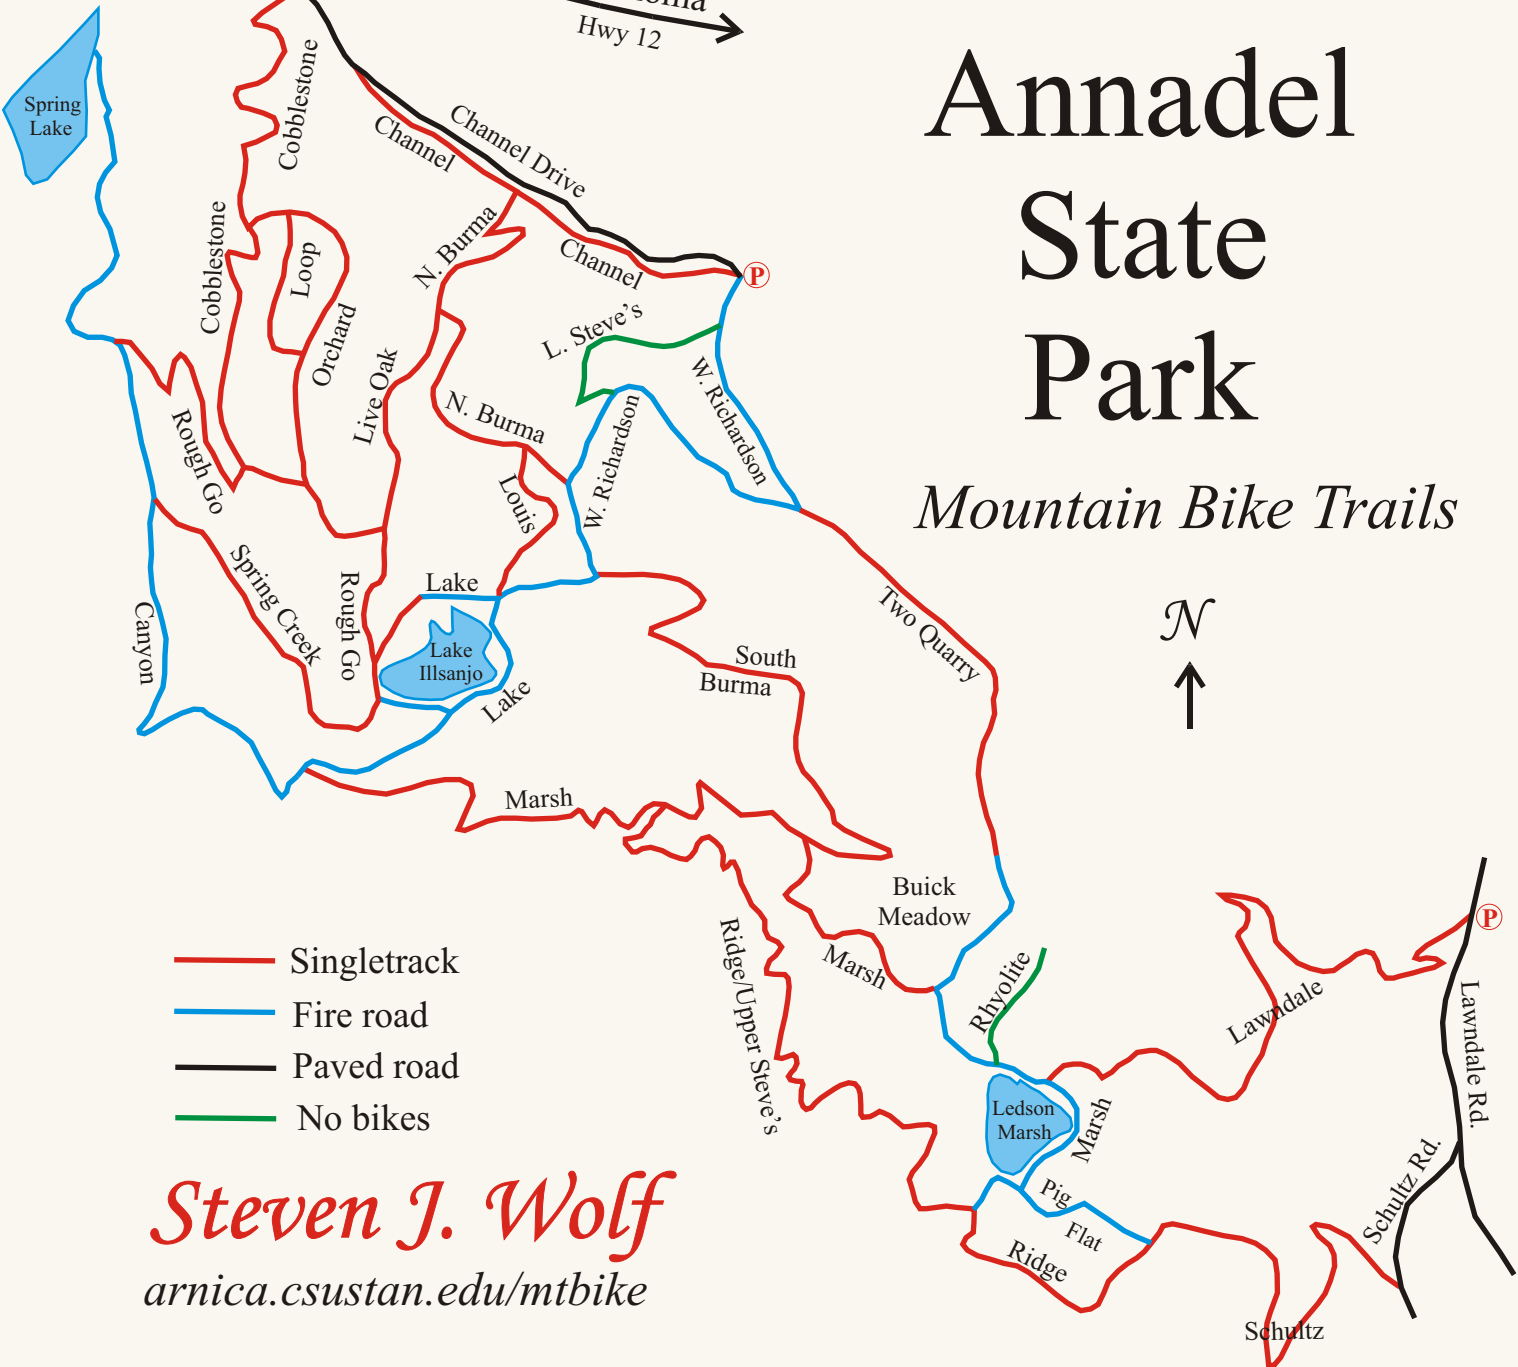 Hwy 12
Annadel
State
Park
Mountain Bike Trails
N
Spring
Lake
Cobblestone
Channel
Channel Drive
Cobblestone
Loop
Orchard
N. Burma
Channel
P
L. Steve's
W. Richardson
Live Oak
N. Burma
W. Richardson
Rough Go
Louis
Spring Creek
Rough Go
Lake
Lake
Illsanjo
Lake
Canyon
Two Quarry
South
Burma
Marsh
Buick
Meadow
Marsh
Ridge/Upper Steve's
Rhyolite
Lawndale
P
Lawndale Rd.
Ledson
Marsh
Marsh
Pig
Flat
Ridge
Schultz Rd.
Schultz
Singletrack
Fire road
Paved road
No bikes
Steven J. Wolf
arnica.csustan.edu/mtbike